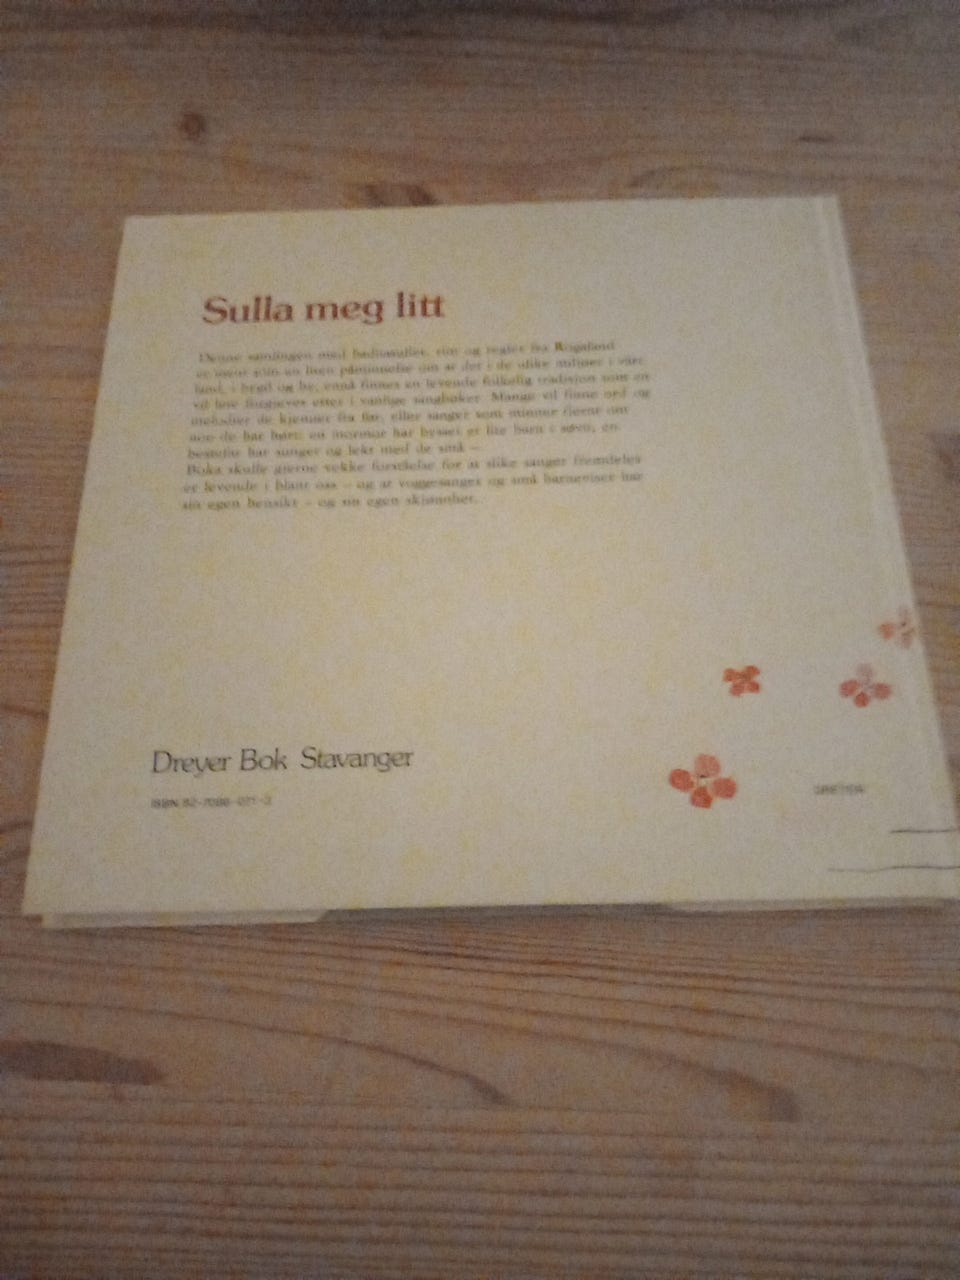 Sulla meg litt
Denne samlingen med badnasullar, rim og regler fra Rogaland
er ment som en liten påminnelse om at det i de ulike miljøer i vårt
land, i bygd og by, ennå finnes en levende folkelig tradisjon som en
vil lete forgjeves etter i vanlige sangbøker. Mange vil finne ord og
melodier de kjenner fra før, eller sanger som minner om
noe de har hørt: en mormor har bysset et lite barn i søvn, en
bestefar har sunget og lekt med de små –
Boka skulle gjerne vekke forståelse for at slike sanger fremdeles
er levende i blant oss – og at voggesanger og små barneviser har
sin egen hensikt – og sin egen skjønnhet.
Dreyer Bok Stavanger
ISBN 82-7096-071-3